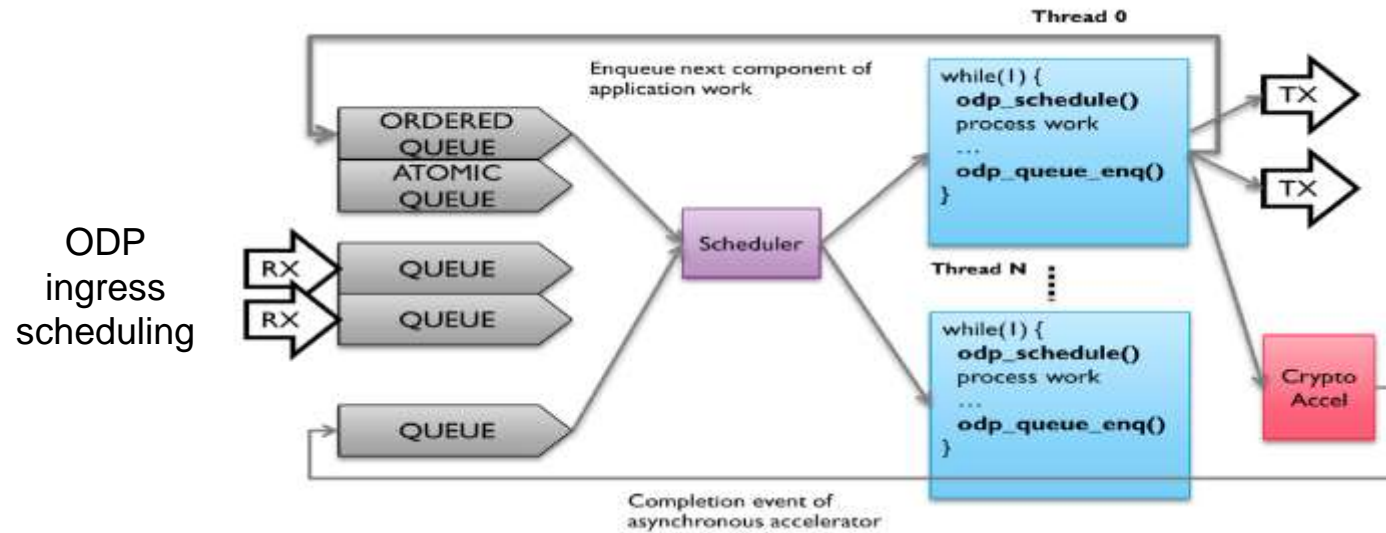 Thread 0
Enqueue next component of
application work
while(1) {
odp_schedule()
process work
...
odp_queue_enq()
}
TX
TX
ORDERED
QUEUE
ATOMIC
QUEUE
ODP
ingress
scheduling
RX
QUEUE
RX
QUEUE
Scheduler
Thread N
while(1) {
odp_schedule()
process work
...
odp_queue_enq()
}
Crypto
Accel
QUEUE
Completion event of
asynchronous accelerator